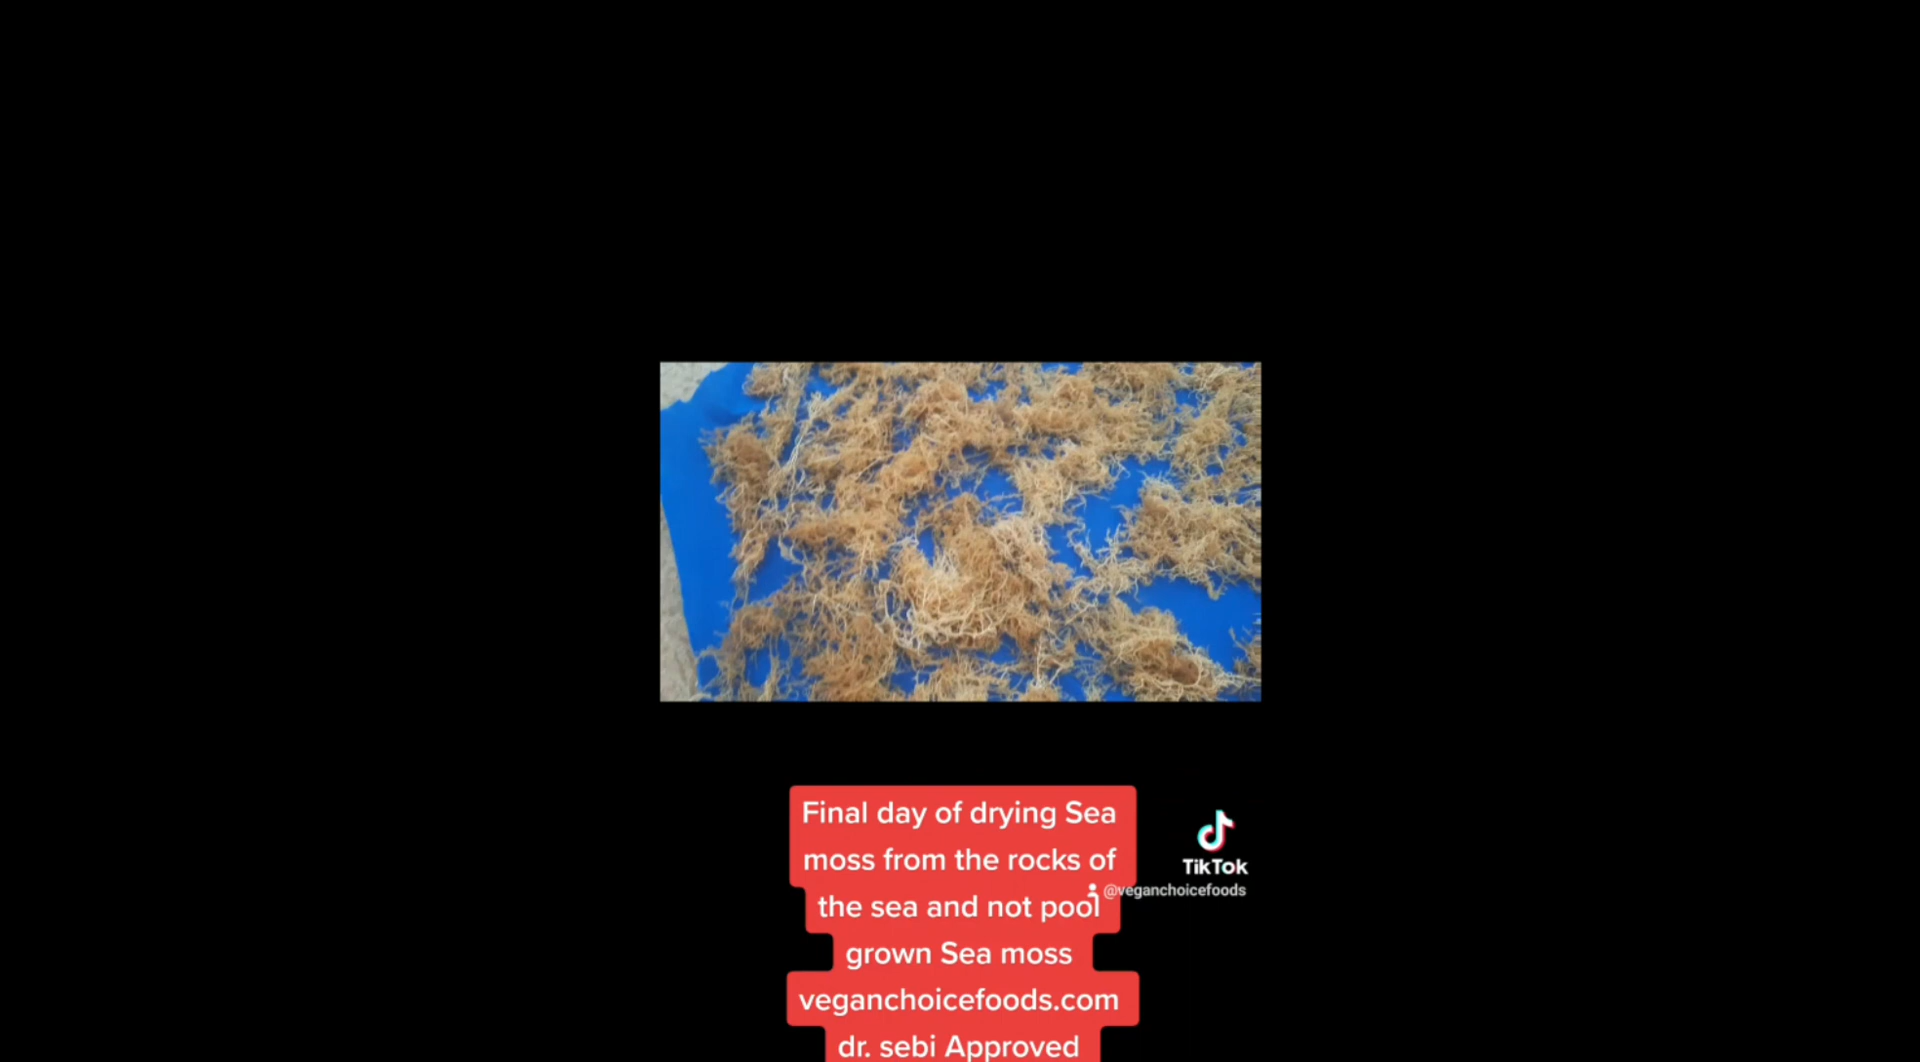 Final day of drying Sea
moss from the rocks of
the sea and not pool
grown Sea moss
veganchoicefoods.com
dr. sebi Approved
TikTok
@veganchoicefoods